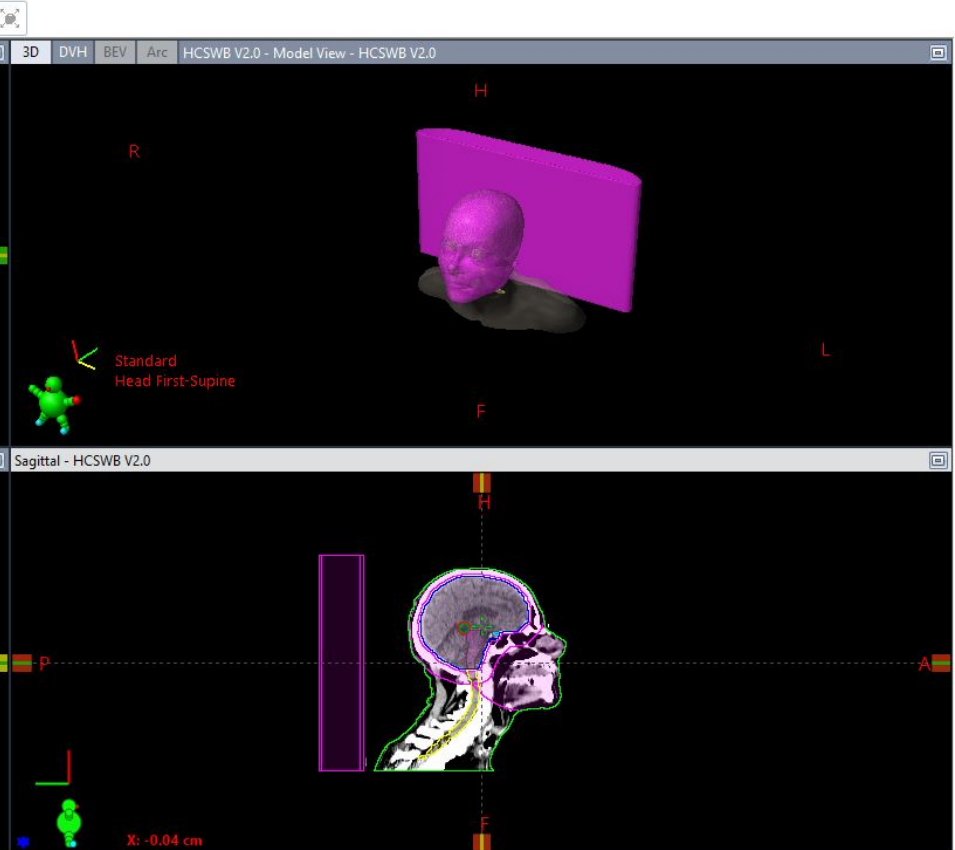 3D DVH BEV Arc HCSWB V2.0 - Model View - HCSWB V2.0
H
R
Standard
Head First-Supine
L
F
Sagittal - HCSWB V2.0
H
P
A
F
X: -0.04 cm